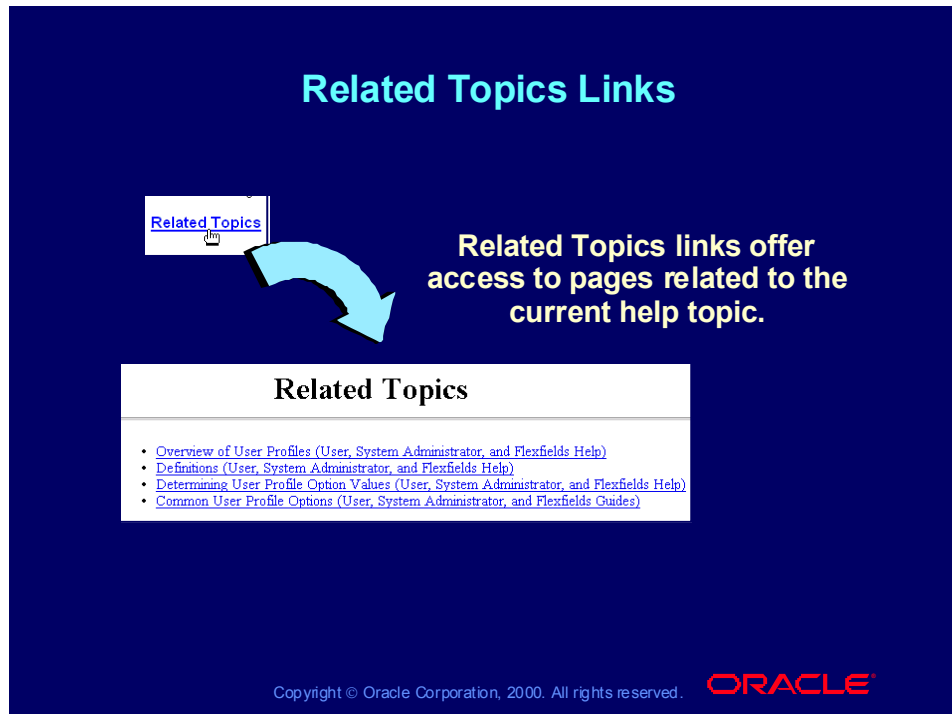 Related Topics Links
Related Topics
Related Topics links offer
access to pages related to the
current help topic.
Related Topics
• Overview of User Profiles (User, System Administrator, and Flexfields Help)
• Definitions (User, System Administrator, and Flexfields Help)
• Determining User Profile Option Values (User, System Administrator, and Flexfields Help)
• Common User Profile Options (User, System Administrator, and Flexfields Guides)
Copyright © Oracle Corporation, 2000. All rights reserved.
ORACLE®